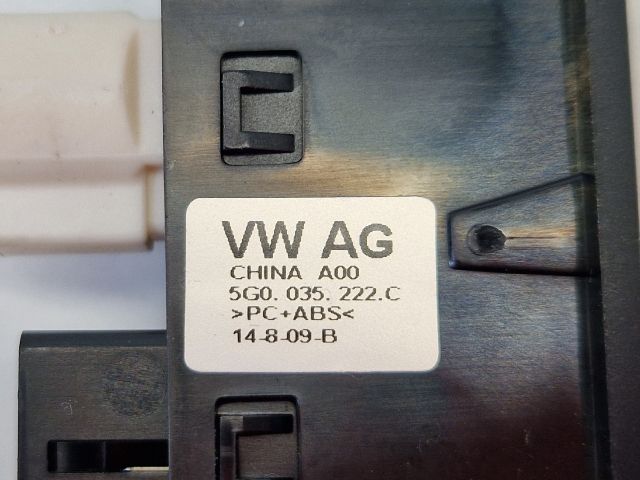 VW AG
CHINA A00
5G0. 035. 222.C
>PC+ABS<
14-8-09-B